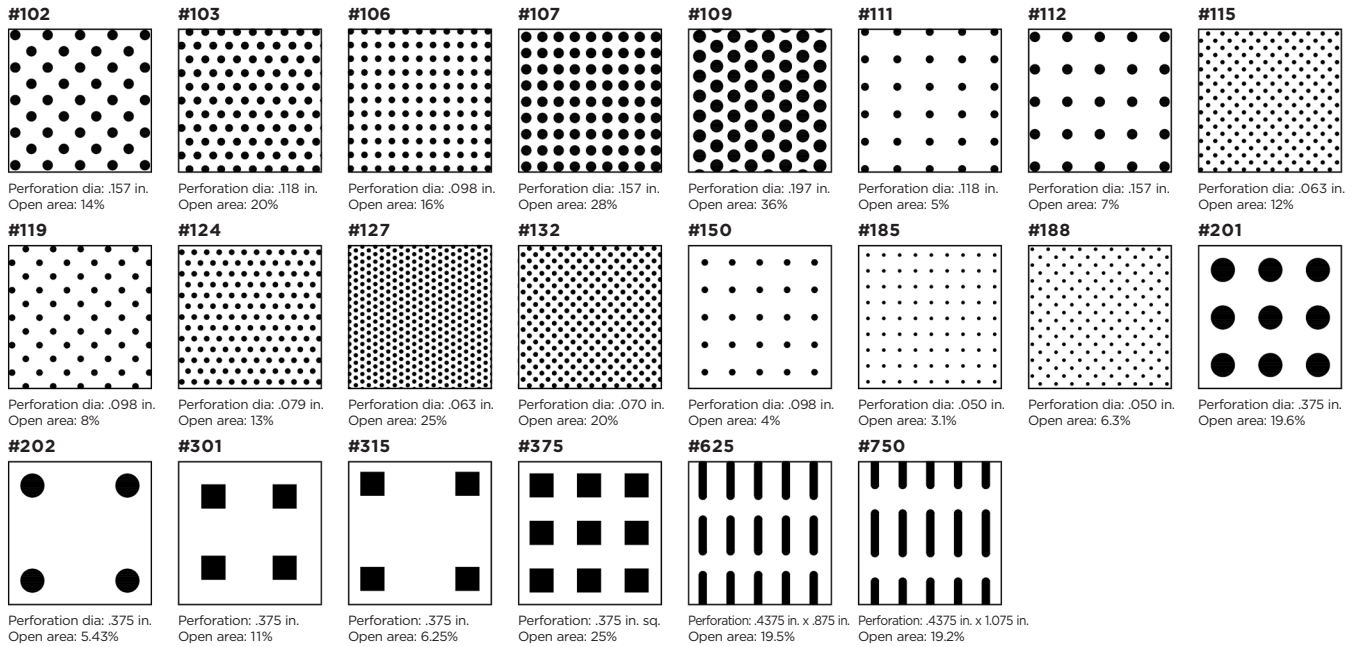 #102 #103 #106 #107 #109 #111 #112 #115
Perforation dia: .157 in. Perforation dia: .118 in. Perforation dia: .098 in. Perforation dia: .157 in. Perforation dia: .197 in. Perforation dia: .118 in. Perforation dia: .157 in. Perforation dia: .063 in.
Open area: 14% Open area: 20% Open area: 16% Open area: 28% Open area: 36% Open area: 5% Open area: 7% Open area: 12%
#119 #124 #127 #132 #150 #185 #188 #201
Perforation dia: .098 in. Perforation dia: .079 in. Perforation dia: .063 in. Perforation dia: .070 in. Perforation dia: .098 in. Perforation dia: .050 in. Perforation dia: .050 in. Perforation dia: .375 in.
Open area: 8% Open area: 13% Open area: 25% Open area: 20% Open area: 4% Open area: 3.1% Open area: 6.3% Open area: 19.6%
#202 #301 #315 #375 #625 #750
Perforation dia: .375 in. Perforation: .375 in. Perforation: .375 in. Perforation: .375 in. sq. Perforation: .4375 in. x .875 in. Perforation: .4375 in. x 1.075 in.
Open area: 5.43% Open area: 11% Open area: 6.25% Open area: 25% Open area: 19.5% Open area: 19.2%